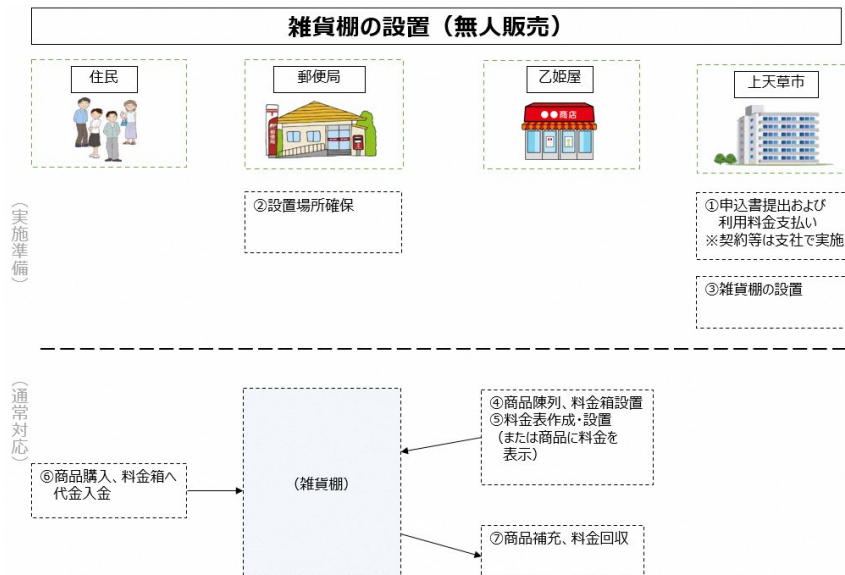 雑貨棚の設置（無人販売）
住民
郵便局
乙姫屋
上天草市
●●商店
（実施準備）
②設置場所確保
①申込書提出および
利用料金支払い
※契約等は支社で実施
③雑貨棚の設置
（通常対応）
④商品陳列、料金箱設置
⑤料金表作成・設置
（または商品に料金を
表示）
⑥商品購入、料金箱へ
代金入金
（雑貨棚）
⑦商品補充、料金回収